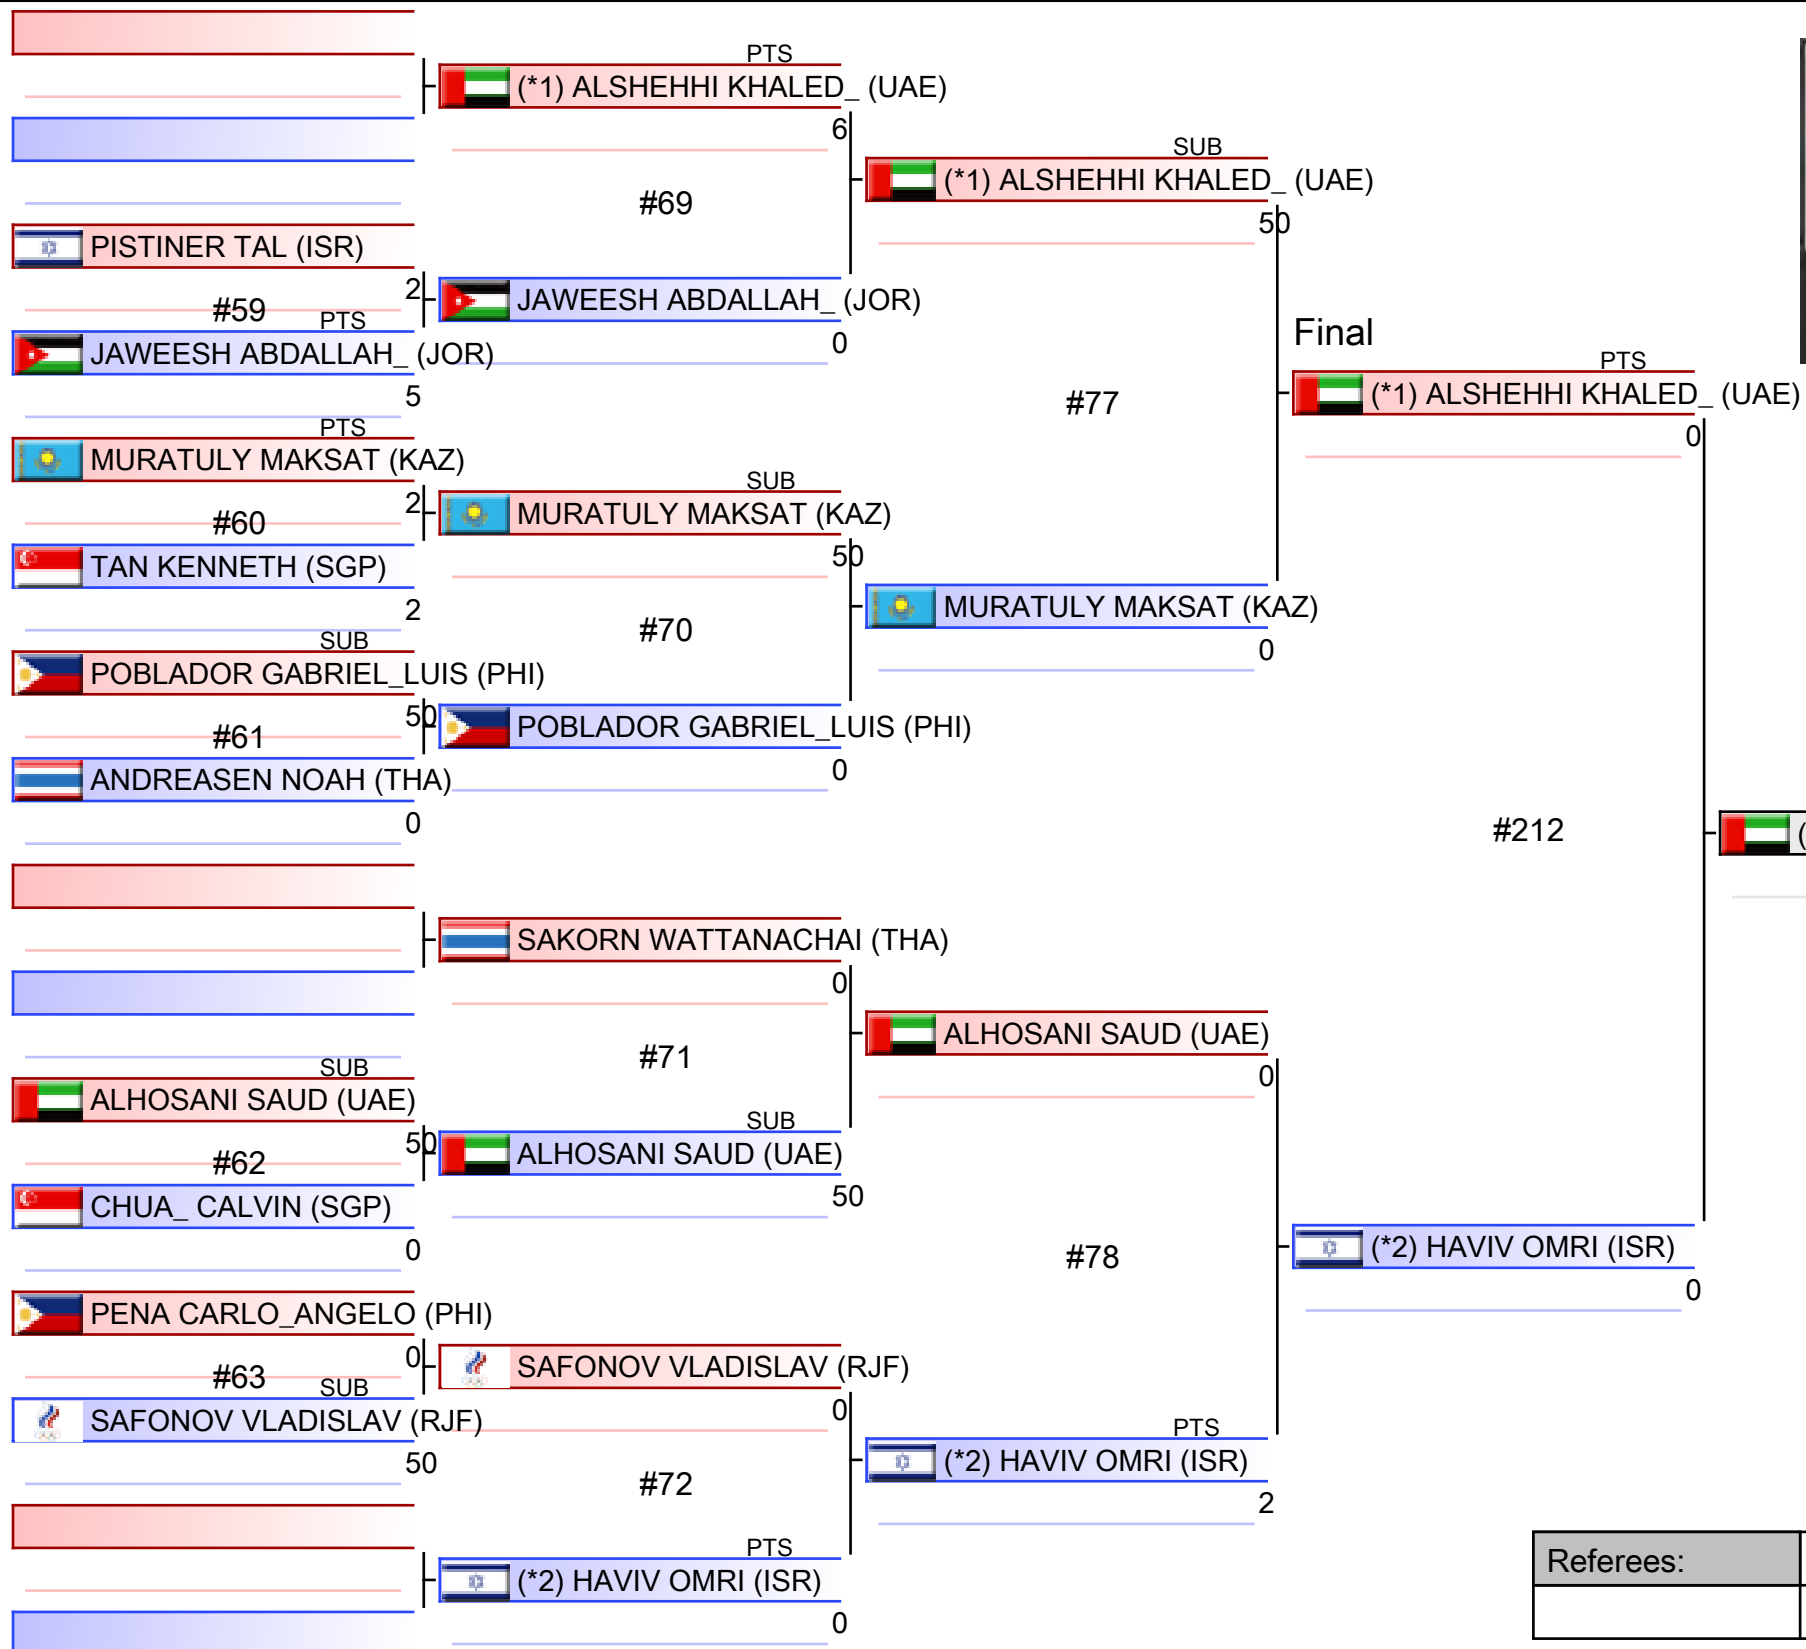 PTS
(*1) ALSHEHHI KHALED_ (UAE)
6
SUB
(*1) ALSHEHHI KHALED_ (UAE)
#69
50
PISTINER TAL (ISR)
2
JAWEESH ABDALLAH_ (JOR)
#59
PTS
Final
JAWEESH ABDALLAH_ (JOR)
0
PTS
(*1) ALSHEHHI KHALED_ (UAE)
5
#77
PTS
0
MURATULY MAKSAT (KAZ)
SUB
2
MURATULY MAKSAT (KAZ)
#60
50
TAN KENNETH (SGP)
2
MURATULY MAKSAT (KAZ)
#70
SUB
0
POBLADOR GABRIEL_LUIS (PHI)
50
POBLADOR GABRIEL_LUIS (PHI)
#61
0
ANDREASEN NOAH (THA)
0
#212
(
SAKORN WATTANACHAI (THA)
0
ALHOSANI SAUD (UAE)
#71
SUB
0
ALHOSANI SAUD (UAE)
SUB
50
ALHOSANI SAUD (UAE)
#62
50
CHUA_ CALVIN (SGP)
0
#78
(*2) HAVIV OMRI (ISR)
0
PENA CARLO_ANGELO (PHI)
0
SAFONOV VLADISLAV (RJF)
#63
SUB
0
SAFONOV VLADISLAV (RJF)
PTS
50
(*2) HAVIV OMRI (ISR)
#72
2
PTS
(*2) HAVIV OMRI (ISR)
0
Referees: